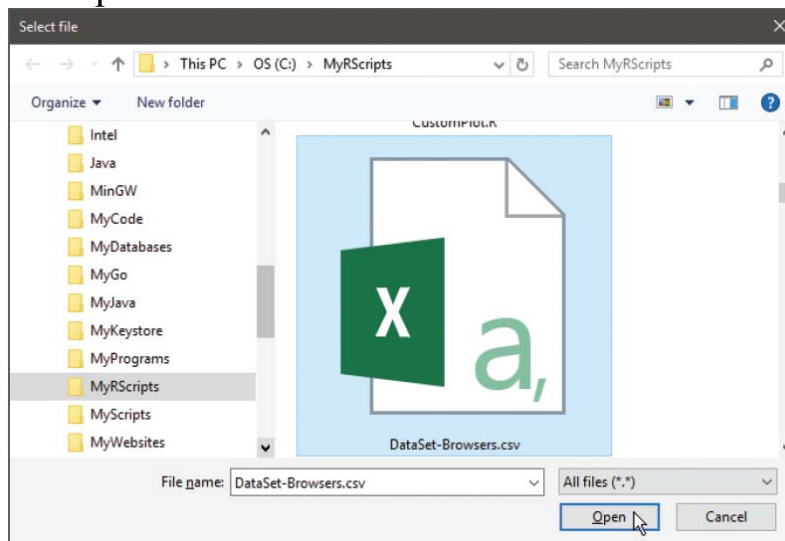 Select file
This PC > OS (C:) > MyRScripts
Search MyRScripts
Organize
New folder
Intel
Java
MinGW
MyCode
MyDatabases
MyGo
MyJava
MyKeystore
MyPrograms
MyRScripts
MyScripts
MyWebsites
CustomPlot.R
X
a,
DataSet-Browsers.csv
File name:
DataSet-Browsers.csv
All files (*.*)
Open
Cancel